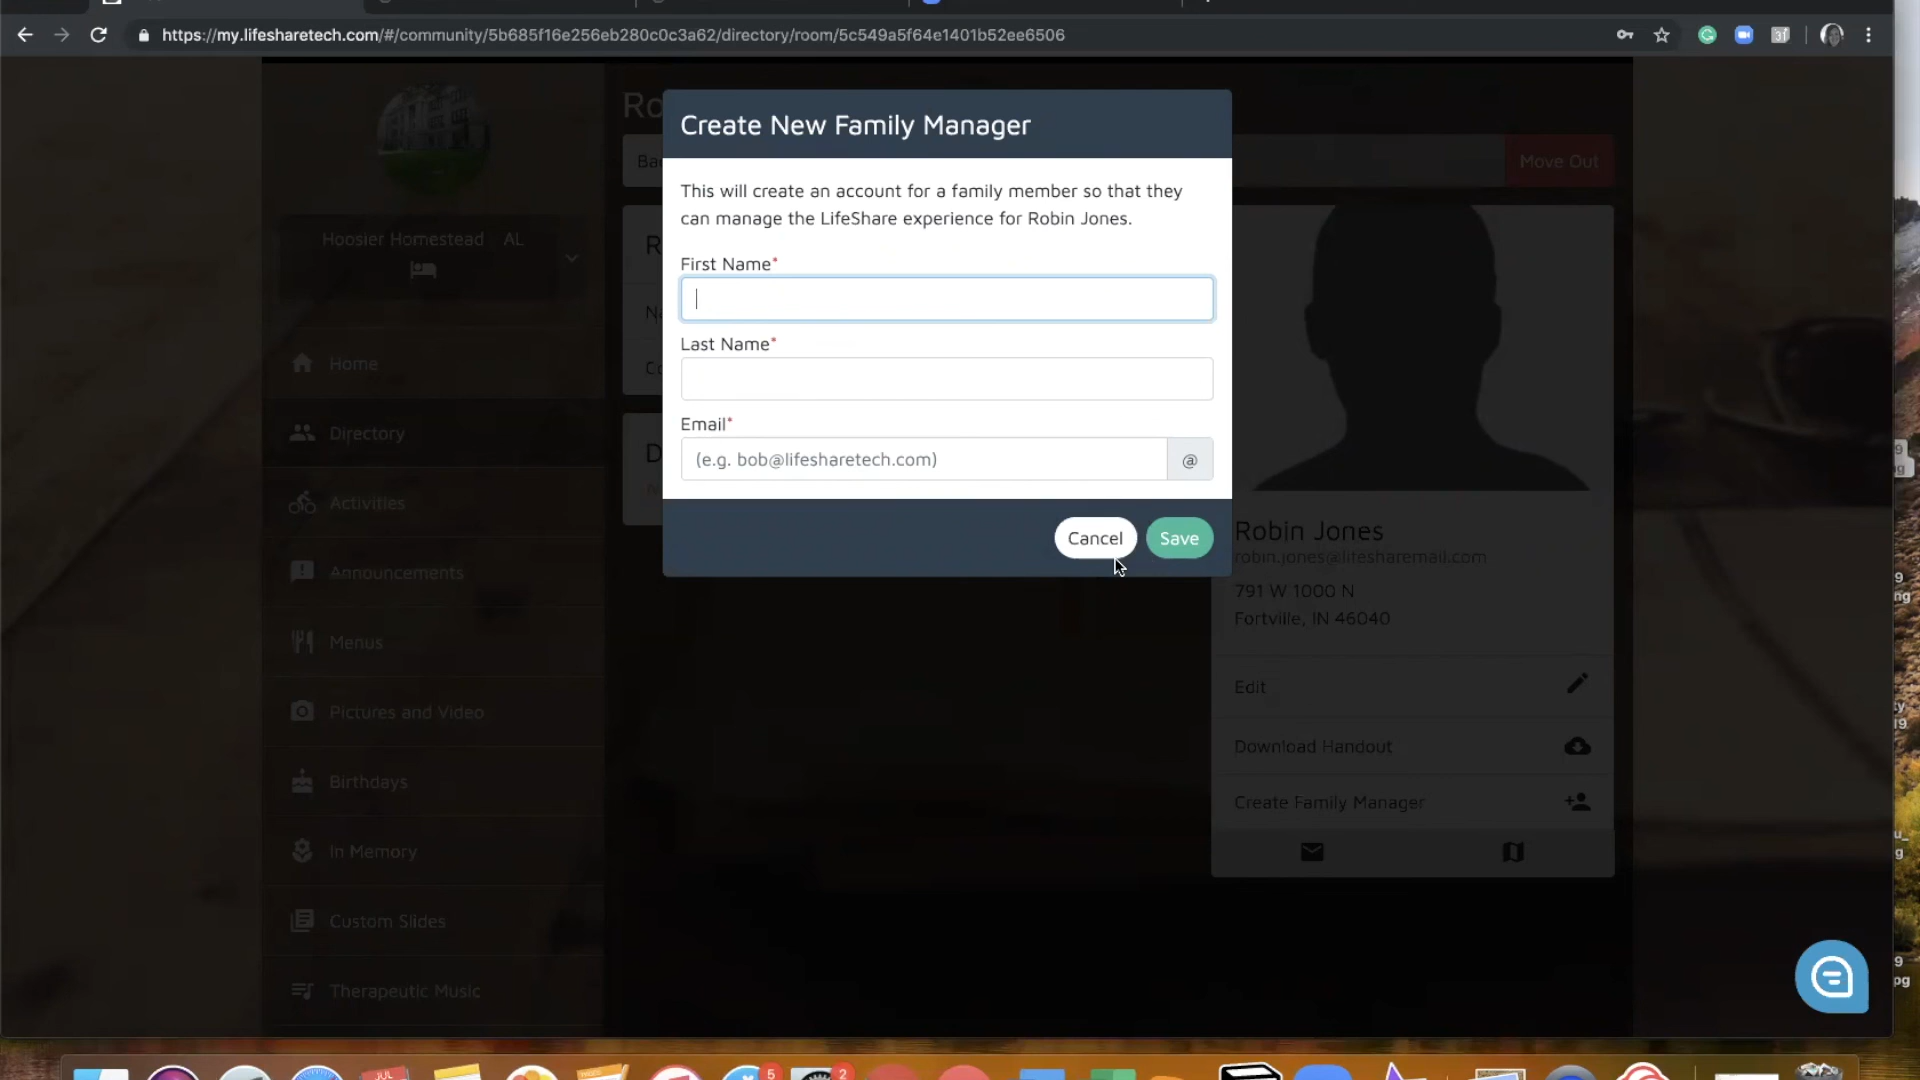 https://my.lifesharetech.com/#/community/5b685f16e256eb280c0c3a62/directory/room/5c549a5f64e1401b52ee6506
Create New Family Manager
This will create an account for a family member so that they
can manage the LifeShare experience for Robin Jones.
First Name*
Last Name*
Email*
(e.g. bob@lifesharetech.com)
@
Cancel
Save
Move Out
Hoosier Homestead AL
Home
Directory
Activities
Announcements
Menus
Pictures and Video
Birthdays
In Memory
Custom Slides
Therapeutic Music
Robin Jones
robin.jones@lifesharemail.com
791 W 1000 N
Fortville, IN 46040
Edit
Download Handout
Create Family Manager
JUL
5
2